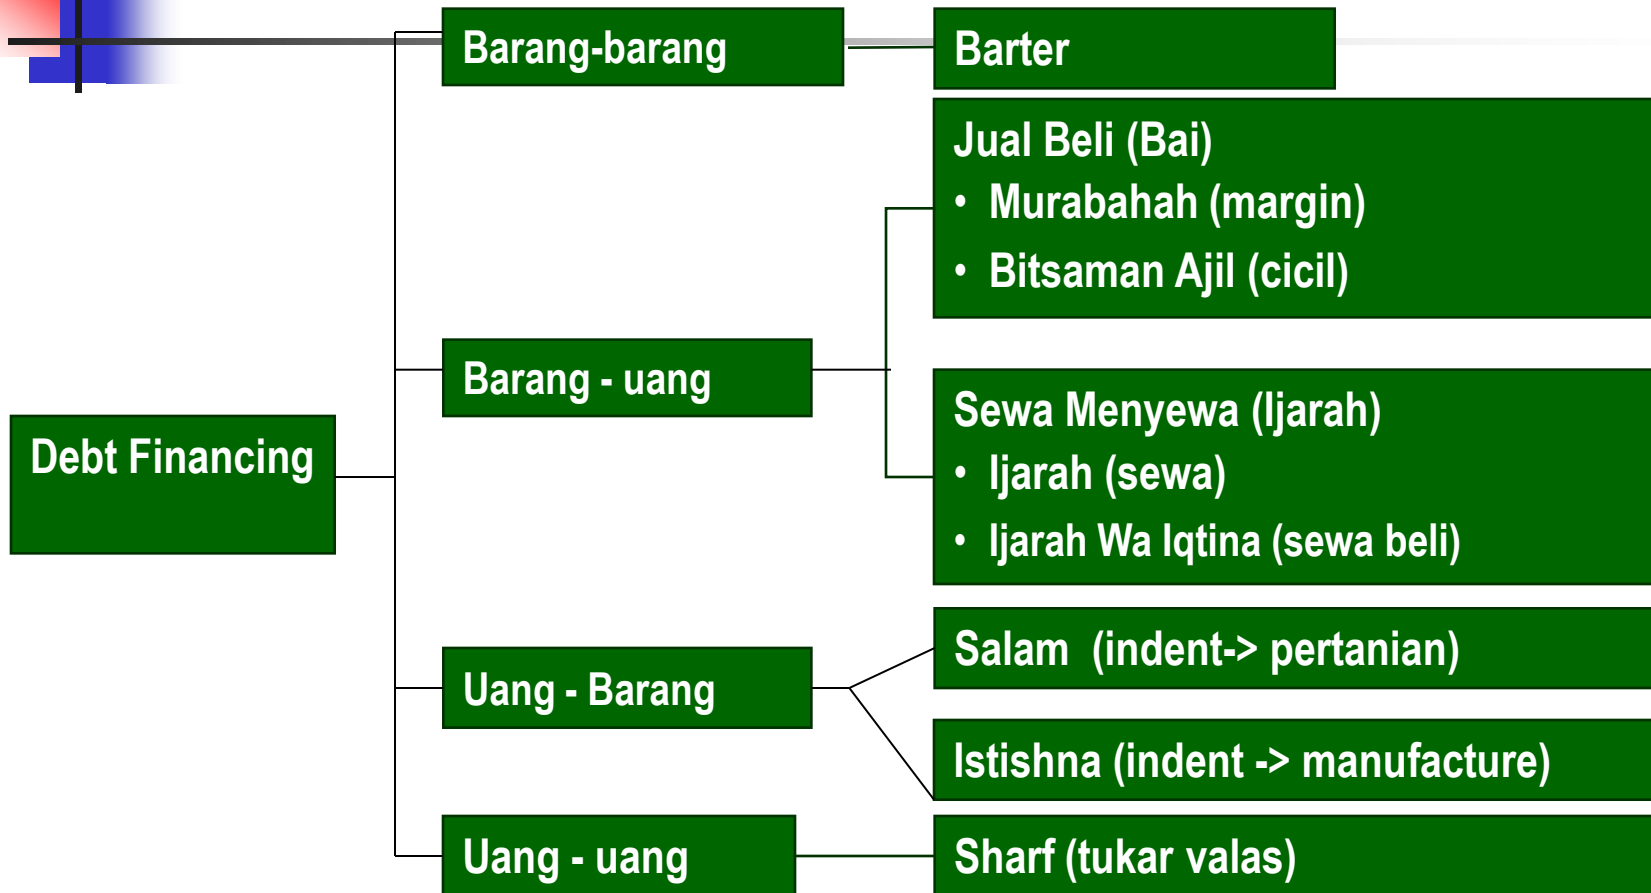 Barang-barang
Barter
Jual Beli (Bai)
• Murabahah (margin)
• Bitsaman Ajil (cicil)
Barang - uang
Sewa Menyewa (Ijarah)
• Ijarah (sewa)
• Ijarah Wa Iqtina (sewa beli)
Debt Financing
Uang - Barang
Salam  (indent-> pertanian)
Istishna (indent -> manufacture)
Uang - uang
Sharf (tukar valas)